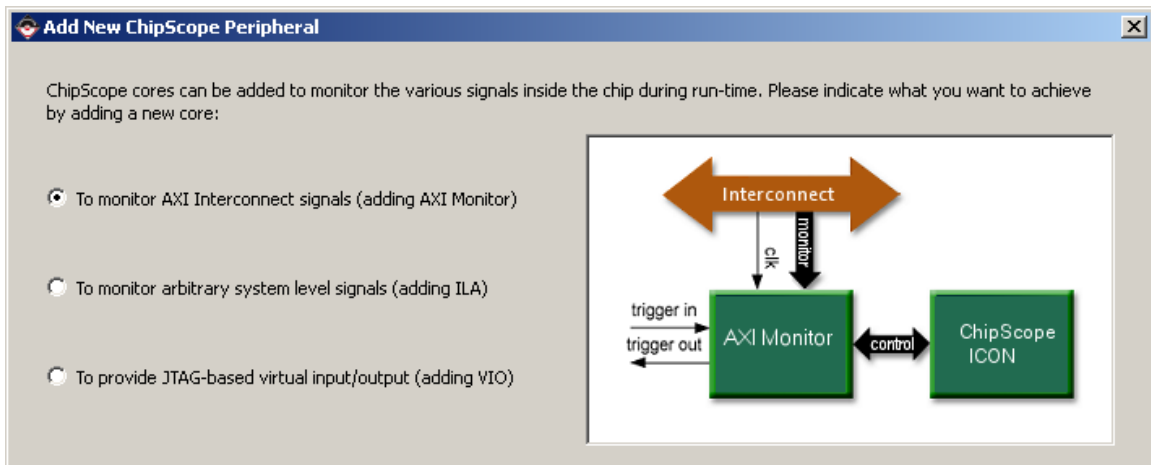 Add New ChipScope Peripheral
ChipScope cores can be added to monitor the various signals inside the chip during run-time. Please indicate what you want to achieve
by adding a new core:
To monitor AXI Interconnect signals (adding AXI Monitor)
To monitor arbitrary system level signals (adding ILA)
To provide JTAG-based virtual input/output (adding VIO)
Interconnect
clk
monitor
trigger in
trigger out
AXI Monitor
control
ChipScope
ICON